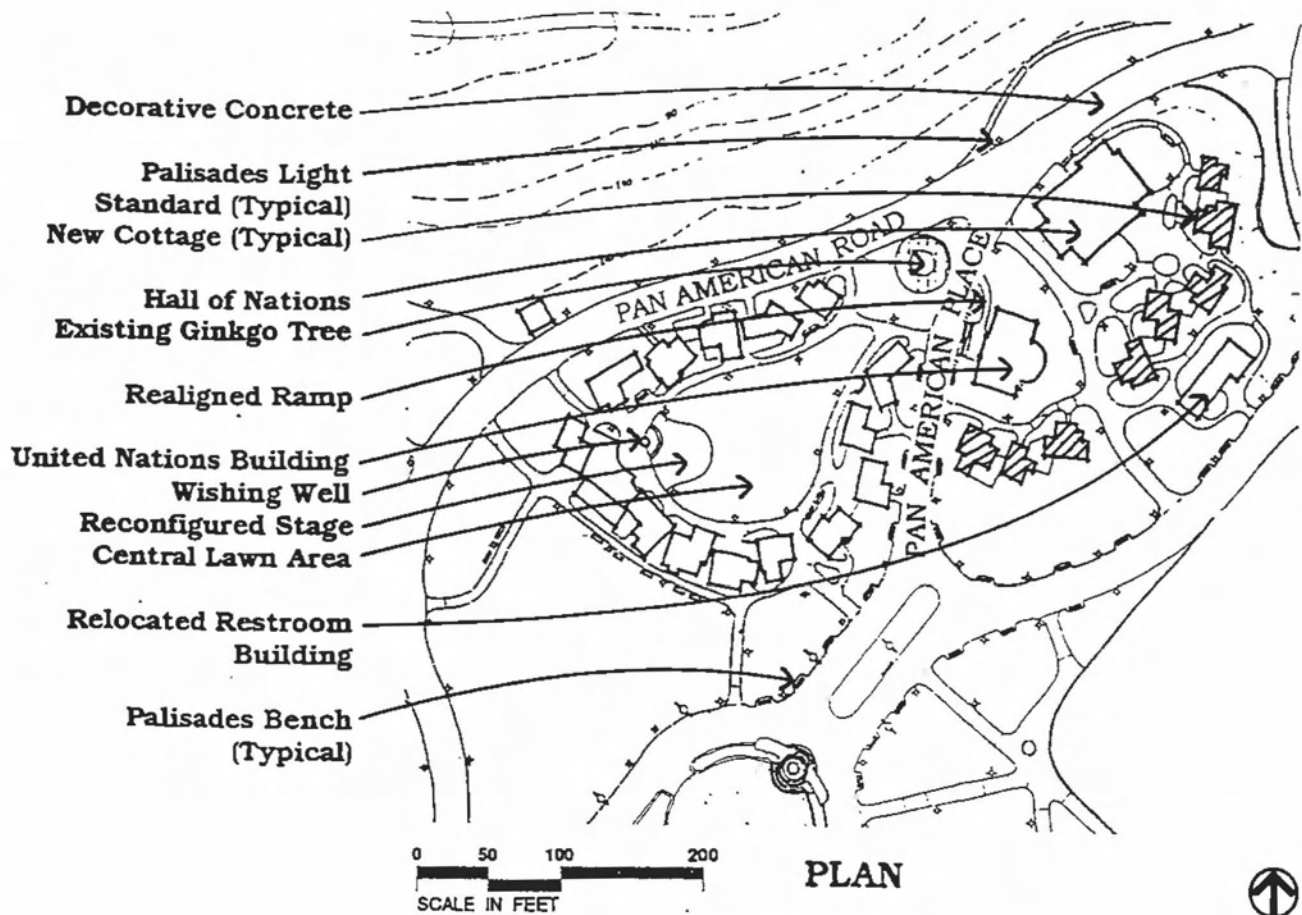 Decorative Concrete
Palisades Light
Standard (Typical)
New Cottage (Typical)
Hall of Nations
Existing Ginkgo Tree
Realigned Ramp
United Nations Building
Wishing Well
Reconfigured Stage
Central Lawn Area
Relocated Restroom
Building
Palisades Bench
(Typical)
PAN AMERICAN ROAD
PAN AMERICAN PLACE
0 50 100 200
SCALE IN FEET
PLAN